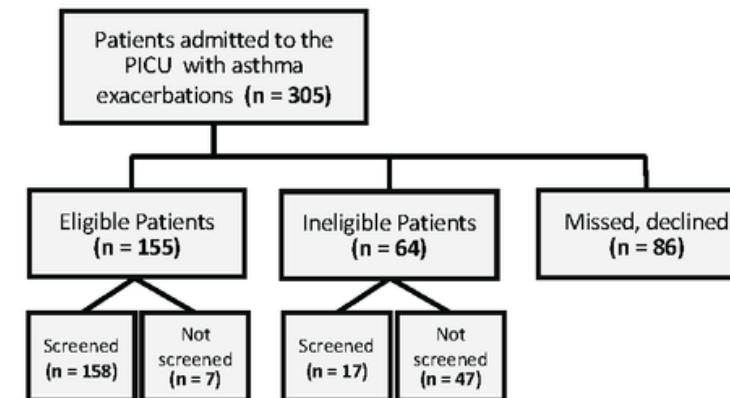 Patients admitted to the
PICU with asthma
exacerbations (n = 305)
Eligible Patients
(n = 155)
Ineligible Patients
(n = 64)
Missed, declined
(n = 86)
Screened
(n = 158)
Not
screened
(n = 7)
Screened
(n = 17)
Not
screened
(n = 47)